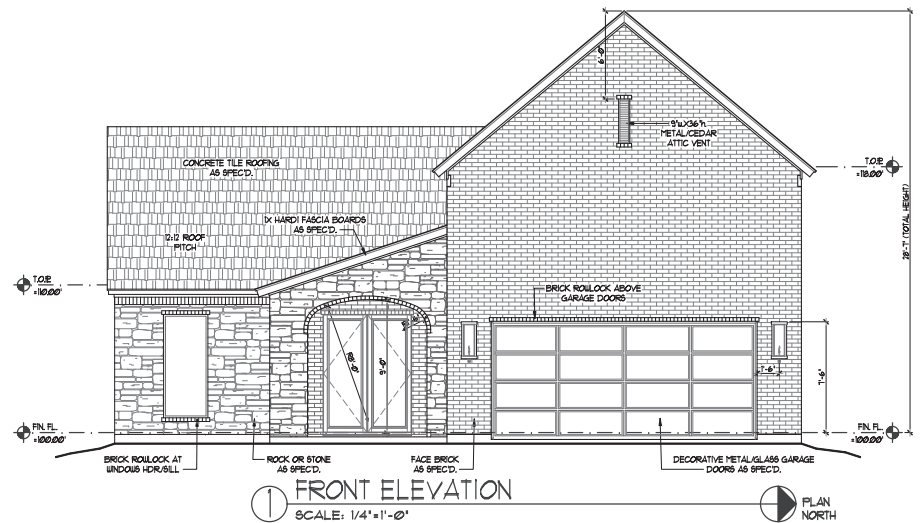 6'-0"
9"wX36"h
METAL/CEDAR
ATTIC VENT
CONCRETE TILE ROOFING
AS SPEC'D.
T.O.P.
=118.00'
28'-7" (TOTAL HEIGHT)
1X HARDI FASCIA BOARDS
AS SPEC'D.
12:12 ROOF
PITCH
T.O.P.
=110.00'
BRICK ROWLOCK ABOVE
GARAGE DOORS
9'-0"
7'-6"
1'-6"
FIN. FL.
=100.00'
FIN. FL.
=100.00'
BRICK ROWLOCK AT
WINDOWS HDR/SILL
ROCK OR STONE
AS SPEC'D.
FACE BRICK
AS SPEC'D.
DECORATIVE METAL/GLASS GARAGE
DOORS AS SPEC'D.
1
FRONT ELEVATION
SCALE: 1/4"=1'-0"
PLAN
NORTH